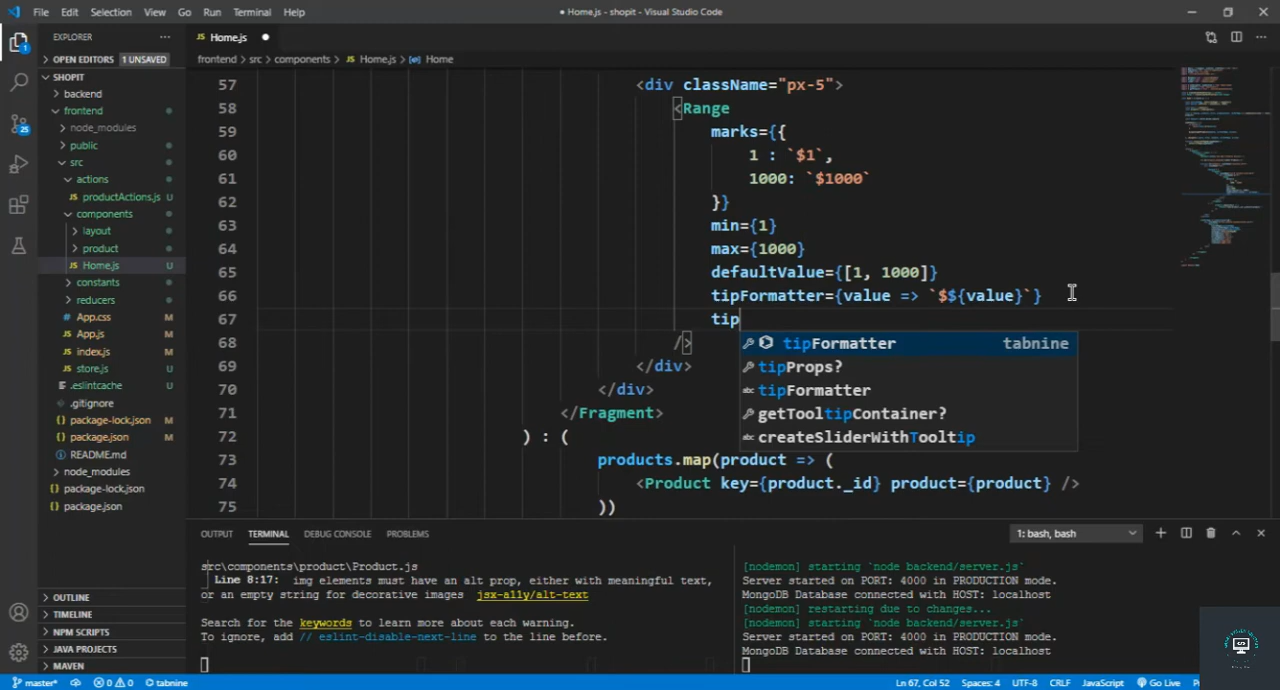 File Edit Selection View Go Run Terminal Help
● Home.js - shopit - Visual Studio Code
EXPLORER
OPEN EDITORS 1 UNSAVED
SHOPIT
backend
frontend
node_modules
public
src
actions
productActions.js U
components
layout
product
Home.js U
constants
reducers
App.css M
App.js M
index.js M
store.js M
.eslintcache U
.gitignore
package-lock.json M
package.json M
README.md
node_modules
package-lock.json
package.json
OUTLINE
TIMELINE
NPM SCRIPTS
JAVA PROJECTS
MAVEN
JS Home.js ●
frontend > src > components > JS Home.js > Home
57 <div className="px-5">
58 <Range
59 marks={{
60 1 : `$1`,
61 1000: `$1000`
62 }}
63 min={1}
64 max={1000}
65 defaultValue={[1, 1000]}
66 tipFormatter={value => `$${value}`}
67 tip
68 />
69 </div>
70 </div>
71 </Fragment>
72 ) : (
73 products.map(product => (
74 <Product key={product._id} product={product} />
75 ))
tipFormatter tabnine
tipProps?
tipFormatter
getTooltipContainer?
createSliderWithTooltip
OUTPUT TERMINAL DEBUG CONSOLE PROBLEMS
1: bash, bash
src\components\product\Product.js
Line 8:17: img elements must have an alt prop, either with meaningful text,
or an empty string for decorative images jsx-a11y/alt-text
Search for the keywords to learn more about each warning.
To ignore, add // eslint-disable-next-line to the line before.
[nodemon] starting `node backend/server.js`
Server started on PORT: 4000 in PRODUCTION mode.
MongoDB Database connected with HOST: localhost
[nodemon] restarting due to changes...
[nodemon] starting `node backend/server.js`
Server started on PORT: 4000 in PRODUCTION mode.
MongoDB Database connected with HOST: localhost
master* 0 0 tabnine
Ln 67, Col 52 Spaces: 4 UTF-8 CRLF JavaScript Go Live